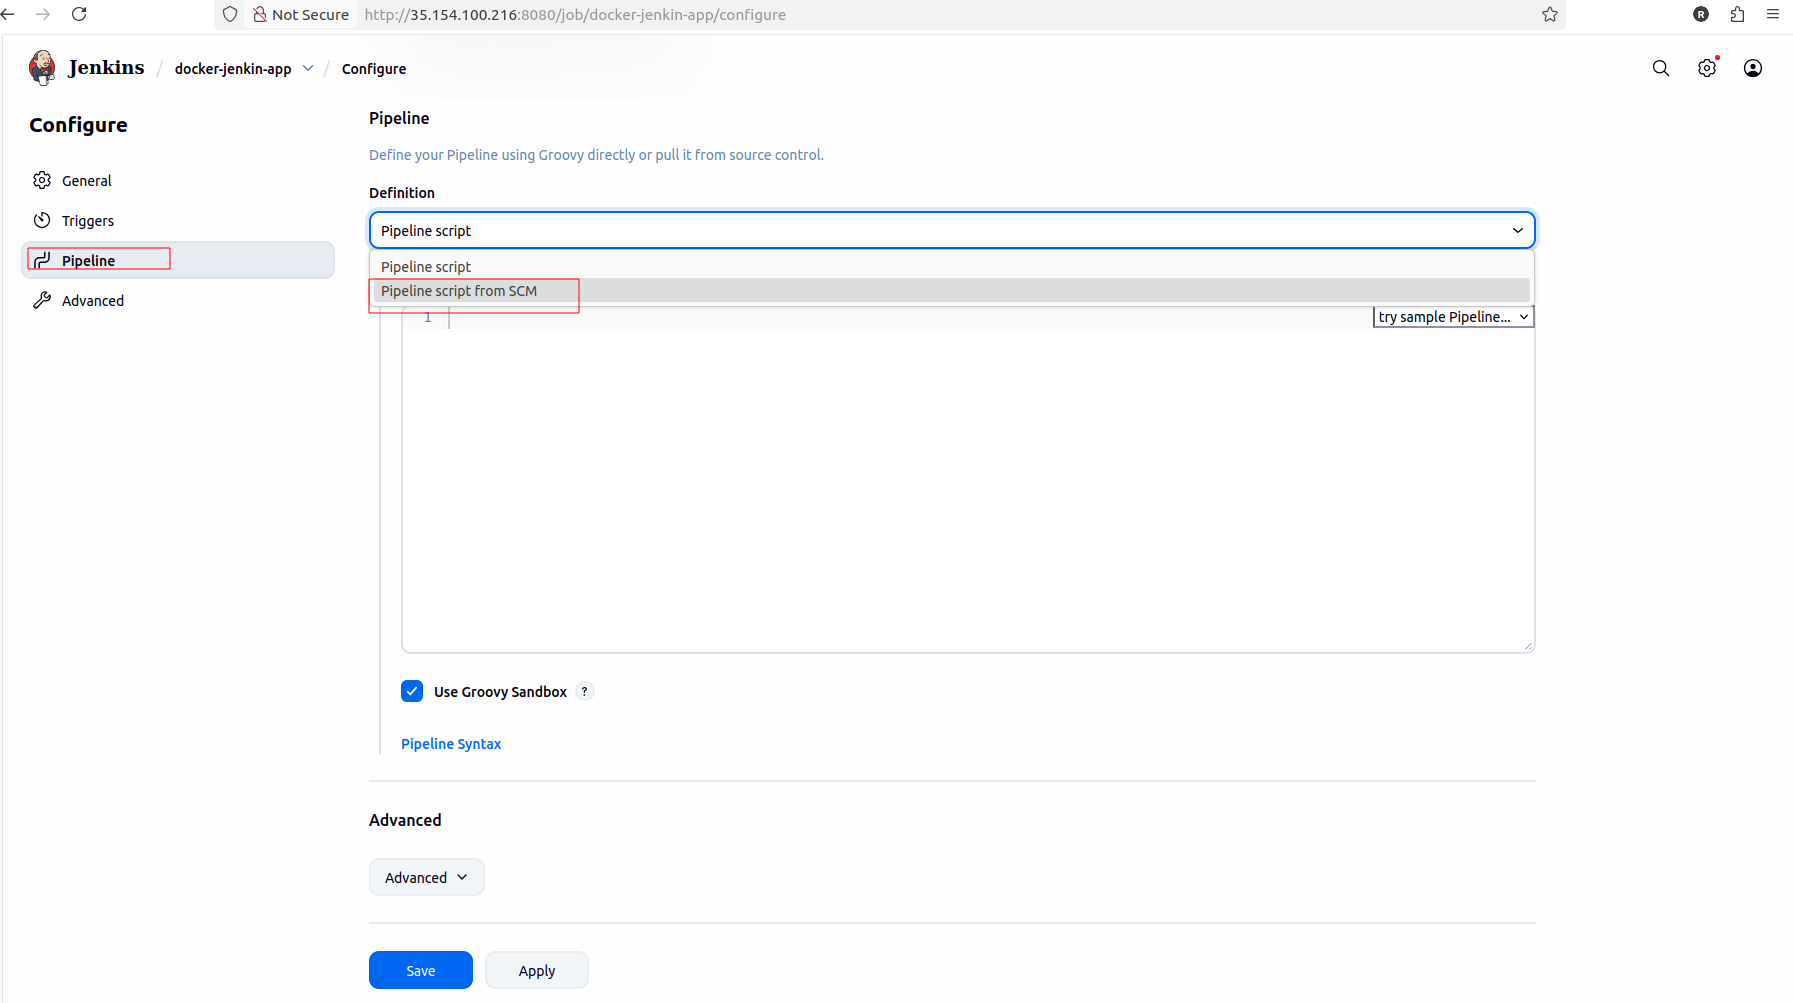 Not Secure http://35.154.100.216:8080/job/docker-jenkin-app/configure R
Jenkins / docker-jenkin-app / Configure
Configure
General
Triggers
Pipeline
Advanced
Pipeline
Define your Pipeline using Groovy directly or pull it from source control.
Definition
Pipeline script
Pipeline script
Pipeline script from SCM
1 try sample Pipeline...
Use Groovy Sandbox ?
Pipeline Syntax
Advanced
Advanced
Save Apply